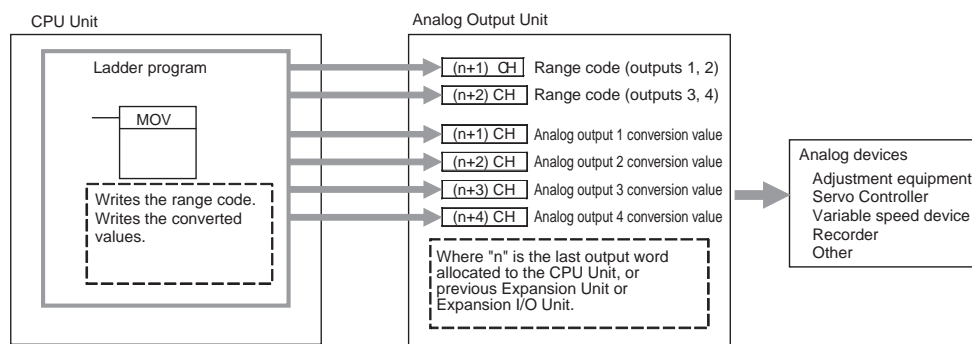 CPU Unit
Analog Output Unit
Ladder program
MOV
Writes the range code.
Writes the converted
values.
(n+1) CH Range code (outputs 1, 2)
(n+2) CH Range code (outputs 3, 4)
(n+1) CH Analog output 1 conversion value
(n+2) CH Analog output 2 conversion value
(n+3) CH Analog output 3 conversion value
(n+4) CH Analog output 4 conversion value
Where "n" is the last output word
allocated to the CPU Unit, or
previous Expansion Unit or
Expansion I/O Unit.
Analog devices
Adjustment equipment
Servo Controller
Variable speed device
Recorder
Other